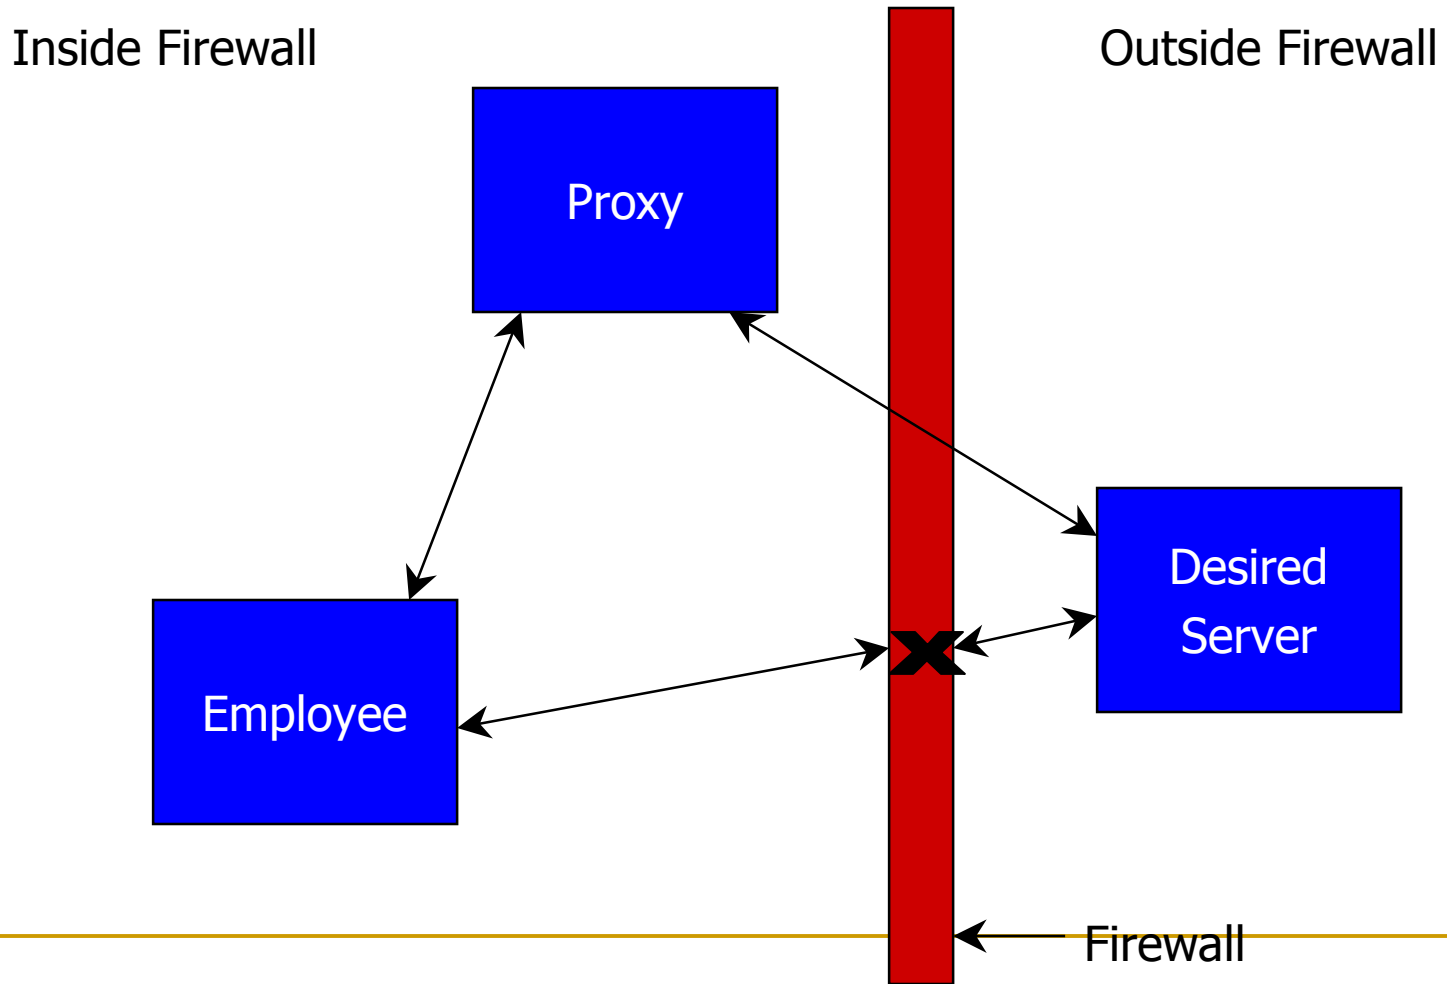 Inside Firewall
Outside Firewall
Proxy
Desired
Server
Employee
Firewall